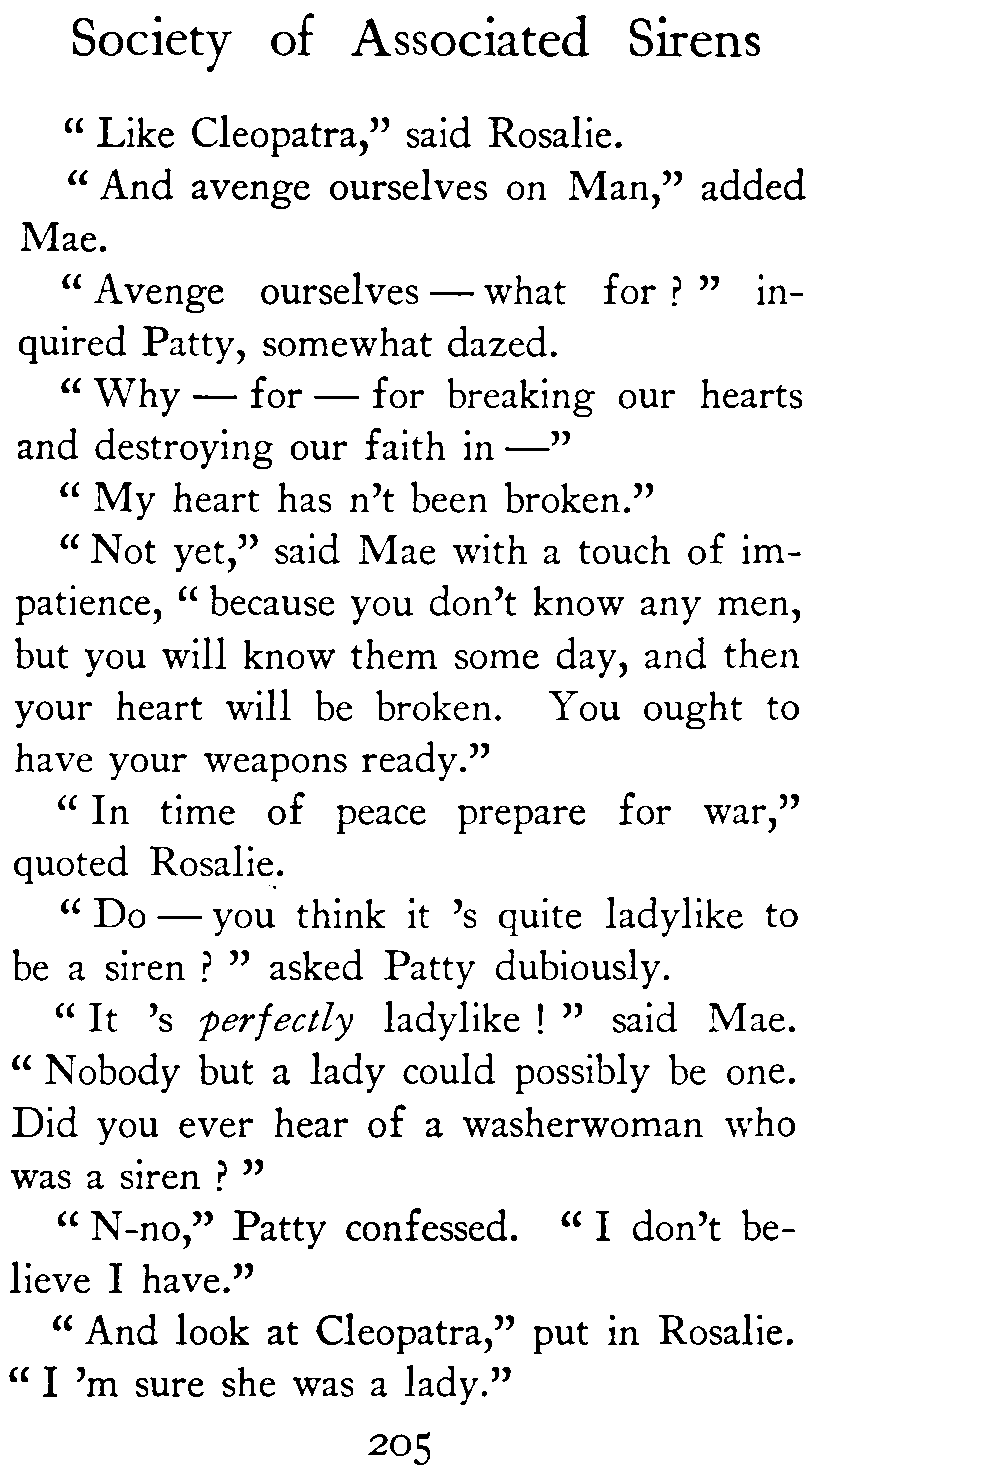 Society of Associated Sirens
“ Like Cleopatra,” said Rosalie.
“ And avenge ourselves on Man,” added
Mae.
“ Avenge ourselves — what for ? ” in-
quired Patty, somewhat dazed.
“ Why — for — for breaking our hearts
and destroying our faith in —”
“ My heart has n’t been broken.”
“ Not yet,” said Mae with a touch of im-
patience, “ because you don’t know any men,
but you will know them some day, and then
your heart will be broken. You ought to
have your weapons ready.”
“ In time of peace prepare for war,”
quoted Rosalie.
“ Do — you think it ’s quite ladylike to
be a siren ? ” asked Patty dubiously.
“ It ’s perfectly ladylike ! ” said Mae.
“ Nobody but a lady could possibly be one.
Did you ever hear of a washerwoman who
was a siren ? ”
“ N-no,” Patty confessed. “ I don’t be-
lieve I have.”
“ And look at Cleopatra,” put in Rosalie.
“ I ’m sure she was a lady.”
205